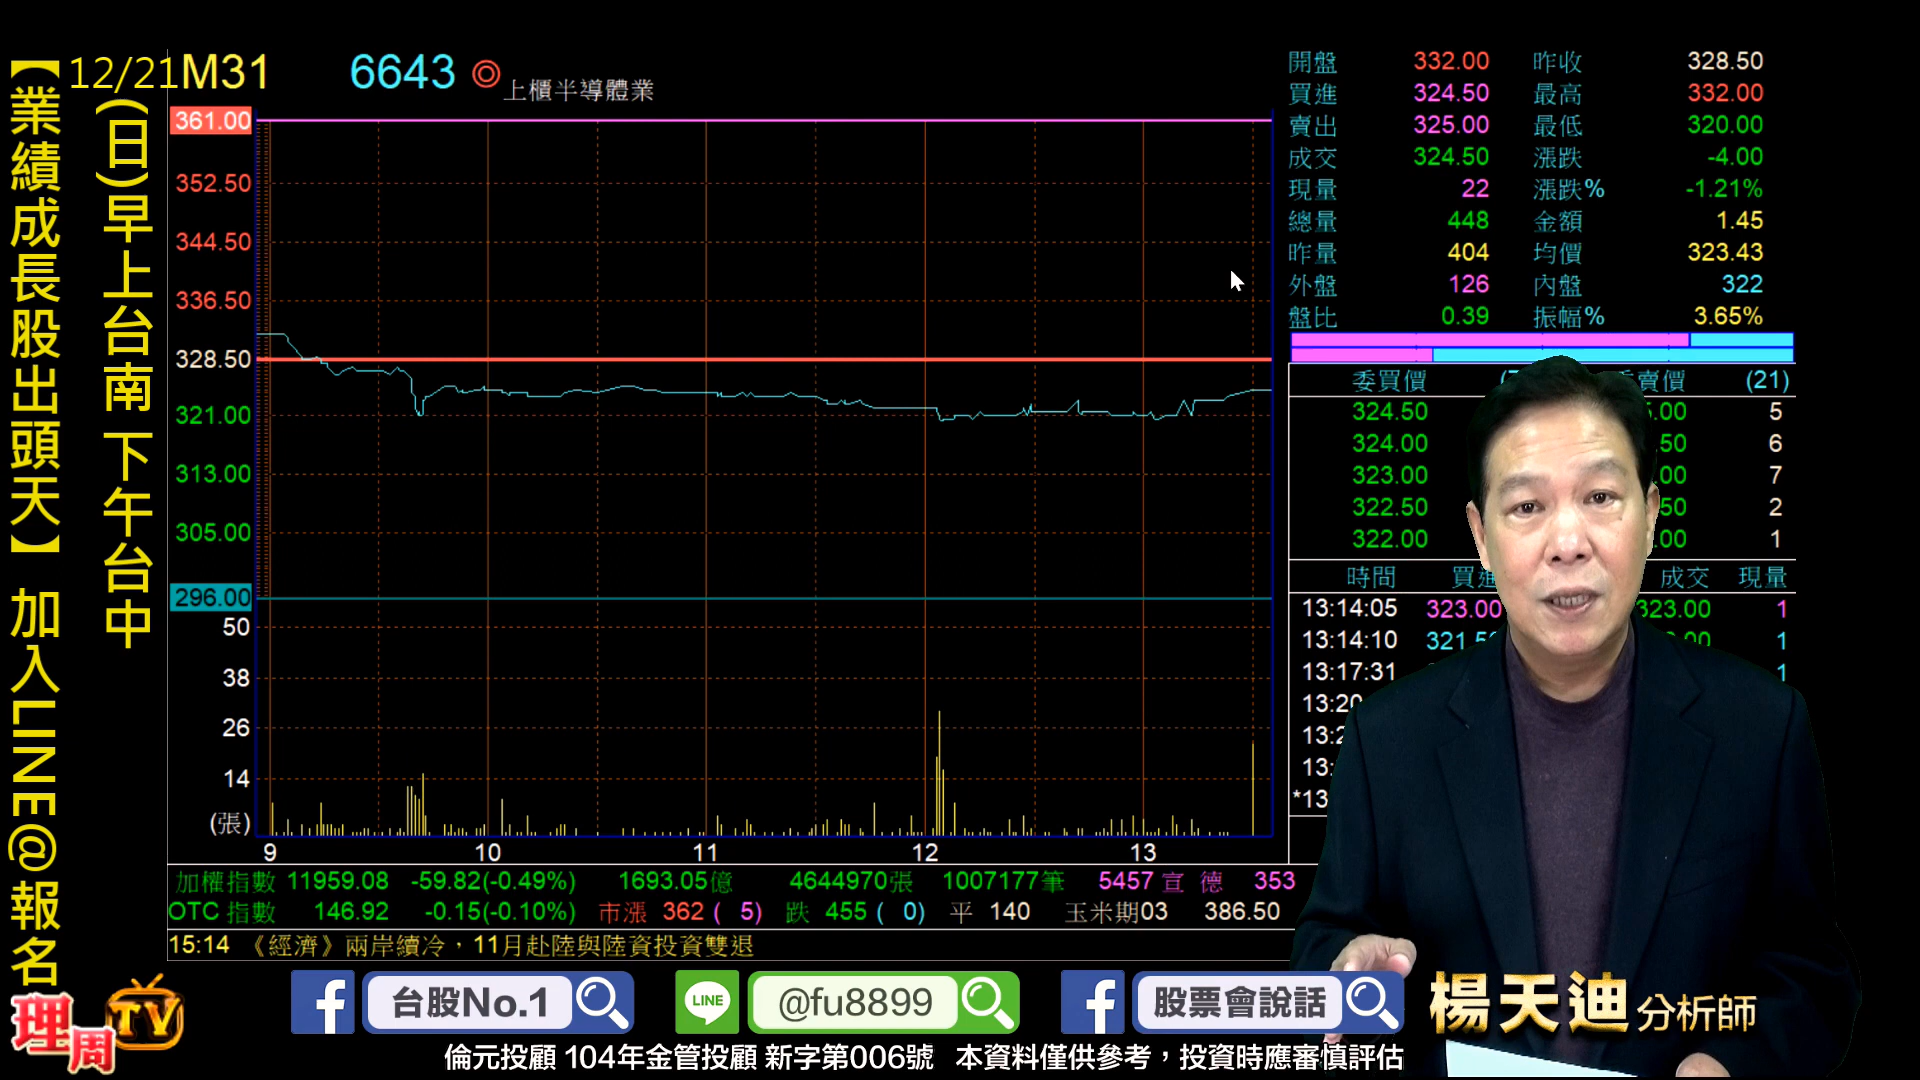 【業績成長股出頭天】 加入LINE@報名
12/21
(日)早上台南 下午台中
M31 6643 ◎ 上櫃半導體業
361.00
352.50
344.50
336.50
328.50
321.00
313.00
305.00
296.00
50
38
26
14
(張)
9 10 11 12 13
開盤 332.00 昨收 328.50
買進 324.50 最高 332.00
賣出 325.00 最低 320.00
成交 324.50 漲跌 -4.00
現量 22 漲跌% -1.21%
總量 448 金額 1.45
昨量 404 均價 323.43
外盤 126 內盤 322
盤比 0.39 振幅% 3.65%
委買價 賣價 (21)
324.50 5
324.00 6
323.00 7
322.50 2
322.00 1
時間 買進 成交 現量
13:14:05 323.00 323.00 1
13:14:10 1
13:17:31 1
加權指數 11959.08 -59.82(-0.49%) 1693.05億 4644970張 1007177筆 5457 宣德 353
OTC 指數 146.92 -0.15(-0.10%) 市漲 362 ( 5) 跌 455 ( 0) 平 140 玉米期03 386.50
15:14 《經濟》兩岸續冷，11月赴陸與陸資投資雙退
理周TV
f 台股No.1
LINE @fu8899
f 股票會說話
楊天迪 分析師
倫元投顧 104年金管投顧 新字第006號 本資料僅供參考，投資時應審慎評估